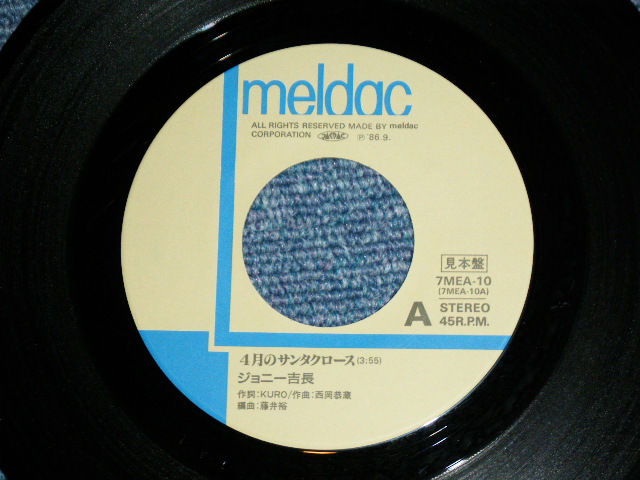 meldac
ALL RIGHTS RESERVED MADE BY meldac
CORPORATION Ⓟ '86.9.
見本盤
7MEA-10
(7MEA-10A)
A STEREO
45R.P.M.
4月のサンタクロース(3:55)
ジョニー吉長
作詞:KURO/作曲:西岡恭蔵
編曲:藤井裕